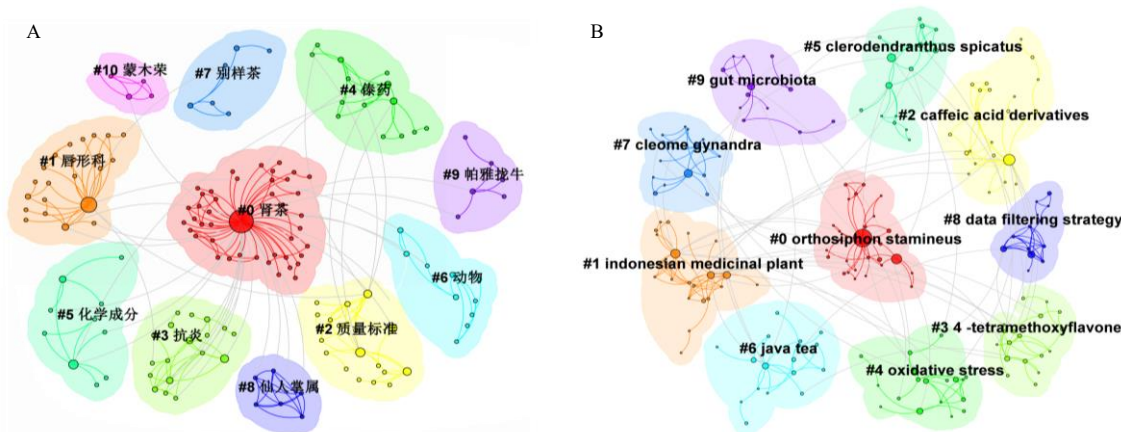 A
#10 蒙木荣
#7 别样茶
#4 傣药
#1 唇形科
#9 帕雅拢牛
#0 肾茶
#6 动物
#5 化学成分
#3 抗炎
#2 质量标准
#8 仙人掌属
B
#5 clerodendranthus spicatus
#9 gut microbiota
#2 caffeic acid derivatives
#7 cleome gynandra
#8 data filtering strategy
#0 orthosiphon stamineus
#1 indonesian medicinal plant
#3 4 -tetramethoxyflavone
#6 java tea
#4 oxidative stress